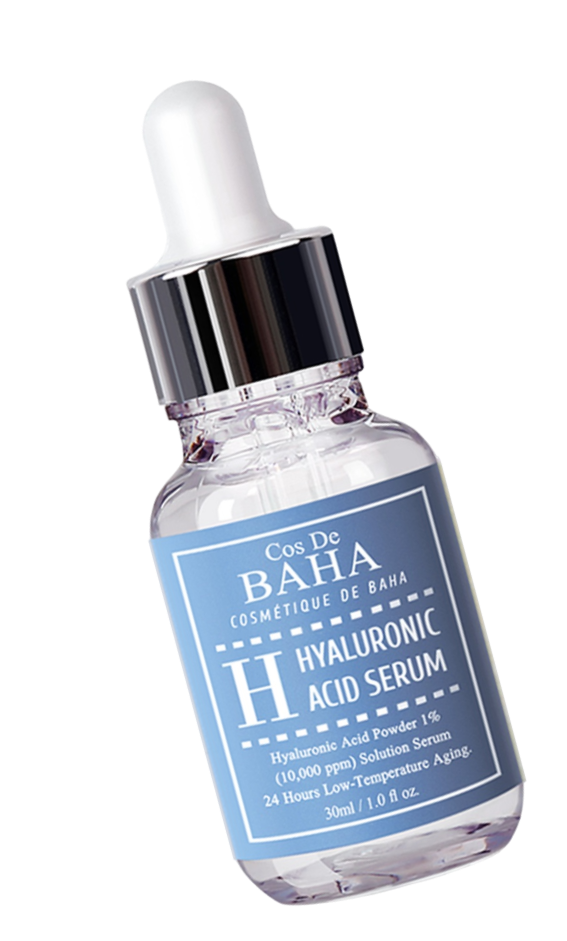 Cos De
BAHA
COSMÉTIQUE DE BAHA
H
HYALURONIC
ACID SERUM
Hyaluronic Acid Powder 1%
(10,000 ppm) Solution Serum
24 Hours Low-Temperature Aging.
30ml / 1.0 fl oz.